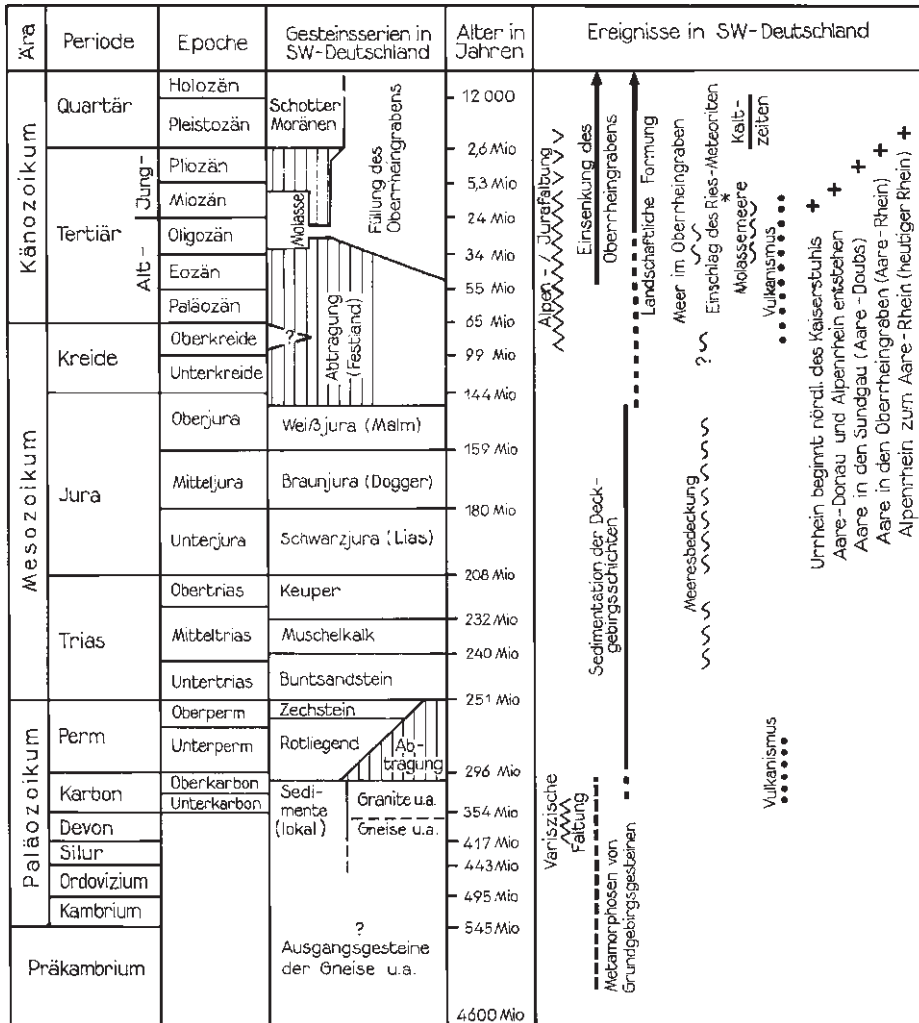 Ära
Periode
Epoche
Gesteinsserien in
SW-Deutschland
Alter in
Jahren
Ereignisse in SW-Deutschland
Känozoikum
Quartär
Holozän
Pleistozän
Schotter
Moränen
Füllung des
Oberrheingrabens
12 000
2,6 Mio
Tertiär
Jung-
Alt-
Pliozän
5,3 Mio
Miozän
Molasse
24 Mio
Oligozän
34 Mio
Eozän
55 Mio
Paläozän
65 Mio
Mesozoikum
Kreide
Oberkreide
?
Abtragung
(Festland)
99 Mio
Unterkreide
144 Mio
Jura
Oberjura
Weißjura (Malm)
159 Mio
Mitteljura
Braunjura (Dogger)
180 Mio
Unterjura
Schwarzjura (Lias)
208 Mio
Trias
Obertrias
Keuper
232 Mio
Mitteltrias
Muschelkalk
240 Mio
Untertrias
Buntsandstein
251 Mio
Paläozoikum
Perm
Oberperm
Zechstein
Unterperm
Rotliegend
Ab-
tragung
296 Mio
Karbon
Oberkarbon
Unterkarbon
Sedi-
mente
(lokal)
Granite u.a.
Gneise u.a.
354 Mio
Devon
417 Mio
Silur
443 Mio
Ordovizium
495 Mio
Kambrium
545 Mio
Präkambrium
?
Ausgangsgesteine
der Gneise u.a.
4600 Mio
Alpen-/Jurafaltung
Einsenkung des
Oberrheingrabens
Landschaftliche Formung
Meer im Oberrheingraben
Einschlag des Ries-Meteoriten
*
Molassemeere
Kalt-
zeiten
Vulkanismus
?
Urrhein beginnt nördl. des Kaiserstuhls
Aare-Donau und Alpenrhein entstehen
Aare in den Sundgau (Aare-Doubs)
Aare in den Oberrheingraben (Aare-Rhein)
Alpenrhein zum Aare-Rhein (heutiger Rhein)
Sedimentation der Deck-
gebirgsschichten
Meeresbedeckung
Variszische
Faltung
Metamorphosen von
Grundgebirgsgesteinen
Vulkanismus